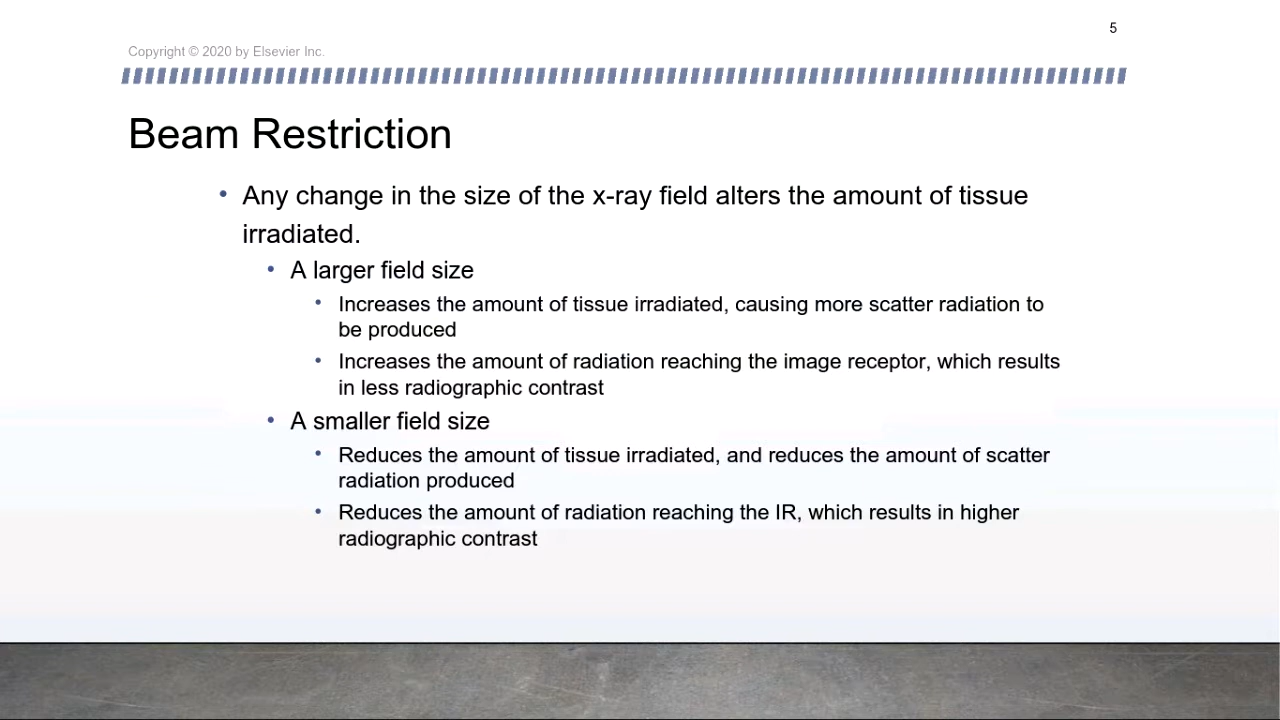 5
Copyright © 2020 by Elsevier Inc.
Beam Restriction
• Any change in the size of the x-ray field alters the amount of tissue
irradiated.
• A larger field size
• Increases the amount of tissue irradiated, causing more scatter radiation to
be produced
• Increases the amount of radiation reaching the image receptor, which results
in less radiographic contrast
• A smaller field size
• Reduces the amount of tissue irradiated, and reduces the amount of scatter
radiation produced
• Reduces the amount of radiation reaching the IR, which results in higher
radiographic contrast